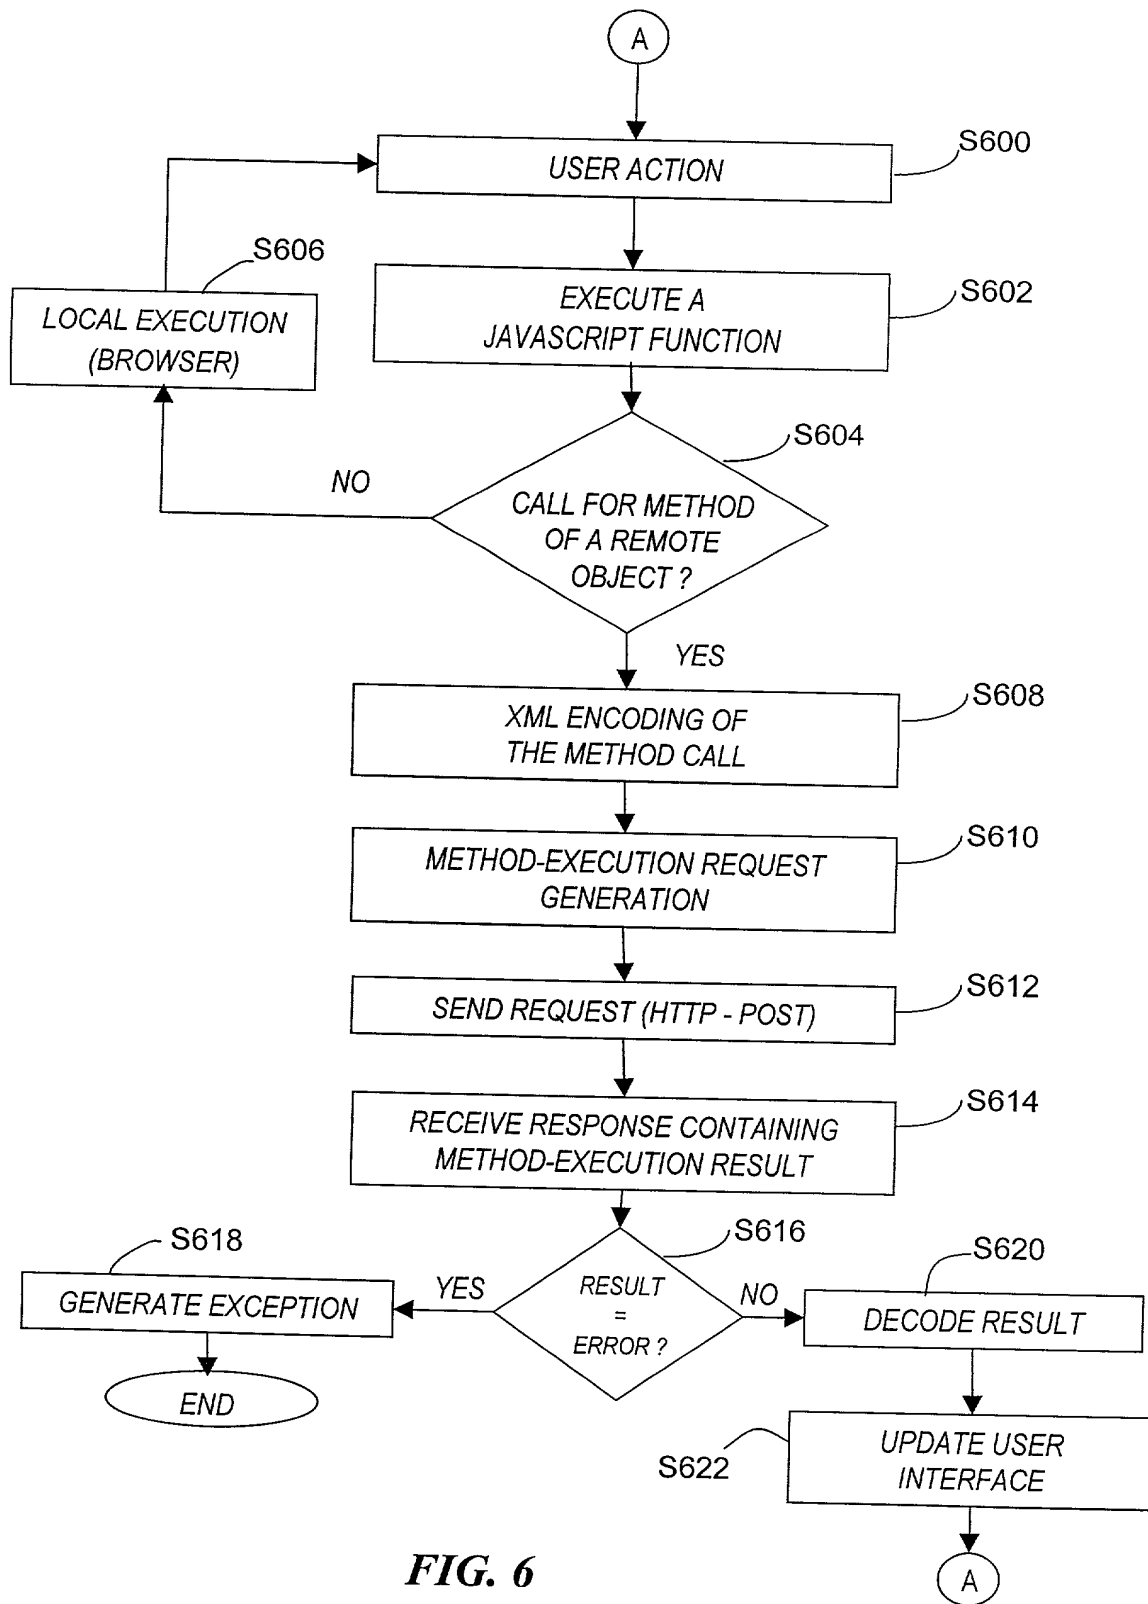 A
USER ACTION
S600
S606
EXECUTE A
JAVASCRIPT FUNCTION
S602
LOCAL EXECUTION
(BROWSER)
S604
NO
CALL FOR METHOD
OF A REMOTE
OBJECT ?
YES
XML ENCODING OF
THE METHOD CALL
S608
METHOD-EXECUTION REQUEST
GENERATION
S610
SEND REQUEST (HTTP - POST)
S612
RECEIVE RESPONSE CONTAINING
METHOD-EXECUTION RESULT
S614
S616
S618
S620
GENERATE EXCEPTION
YES
RESULT
=
ERROR ?
NO
DECODE RESULT
END
UPDATE USER
INTERFACE
S622
FIG. 6
A